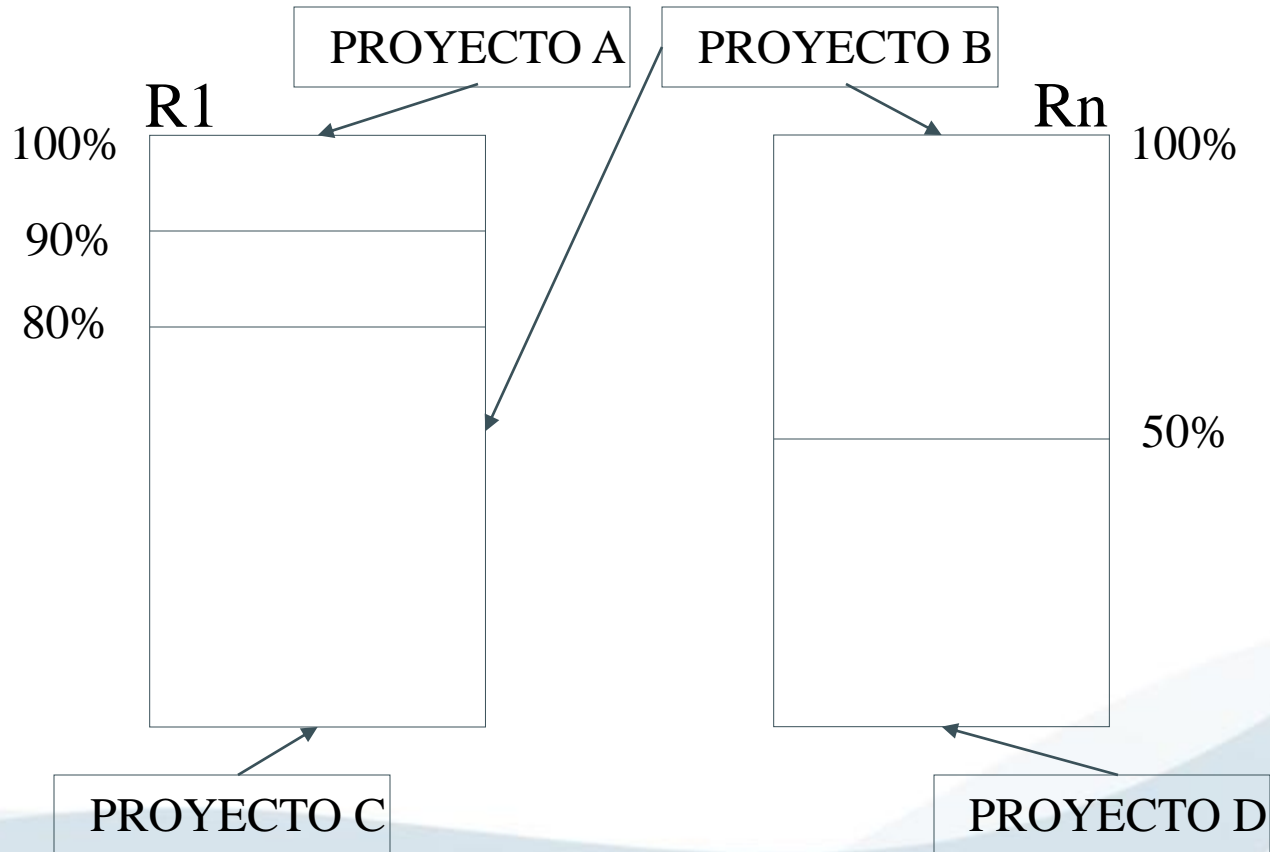 PROYECTO A
PROYECTO B
R1
Rn
100%
100%
90%
80%
50%
PROYECTO C
PROYECTO D